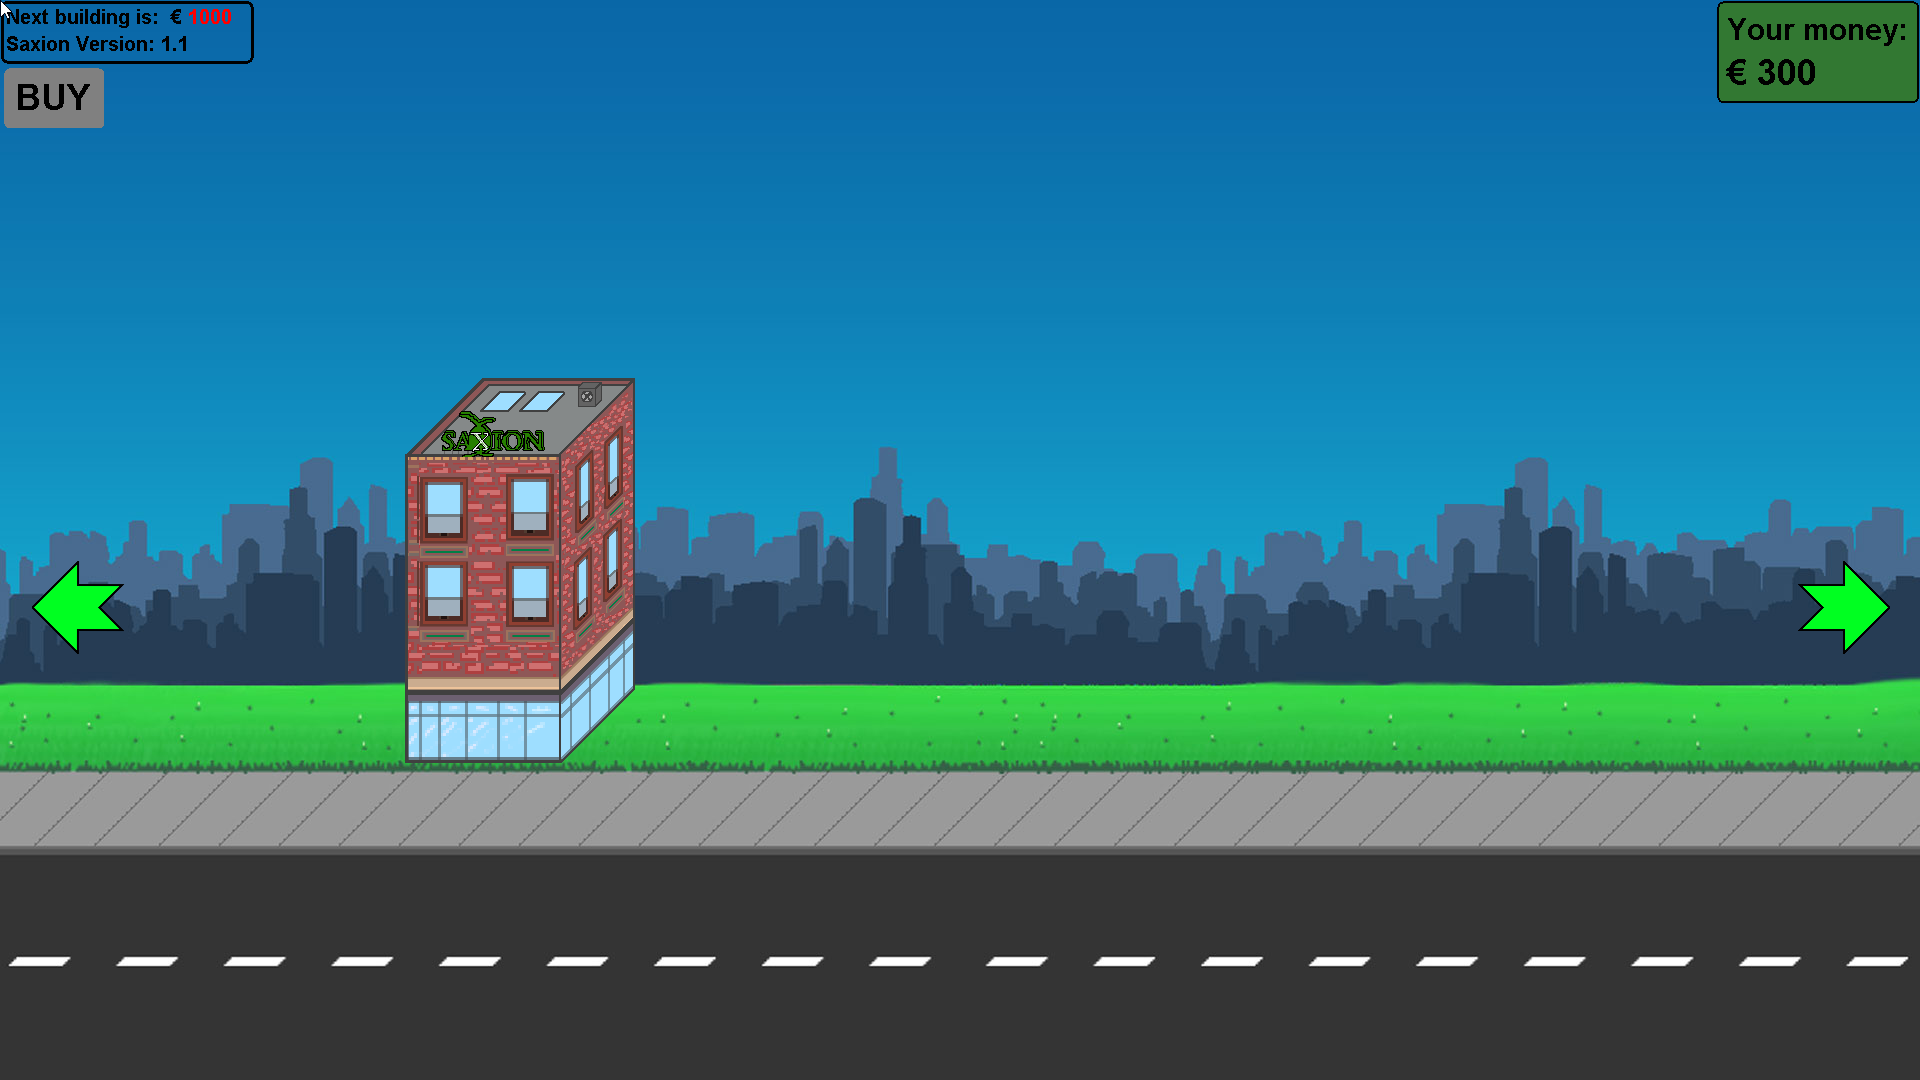 Next building is: € 1000
Saxion Version: 1.1
BUY
Your money:
€ 300
SAXION